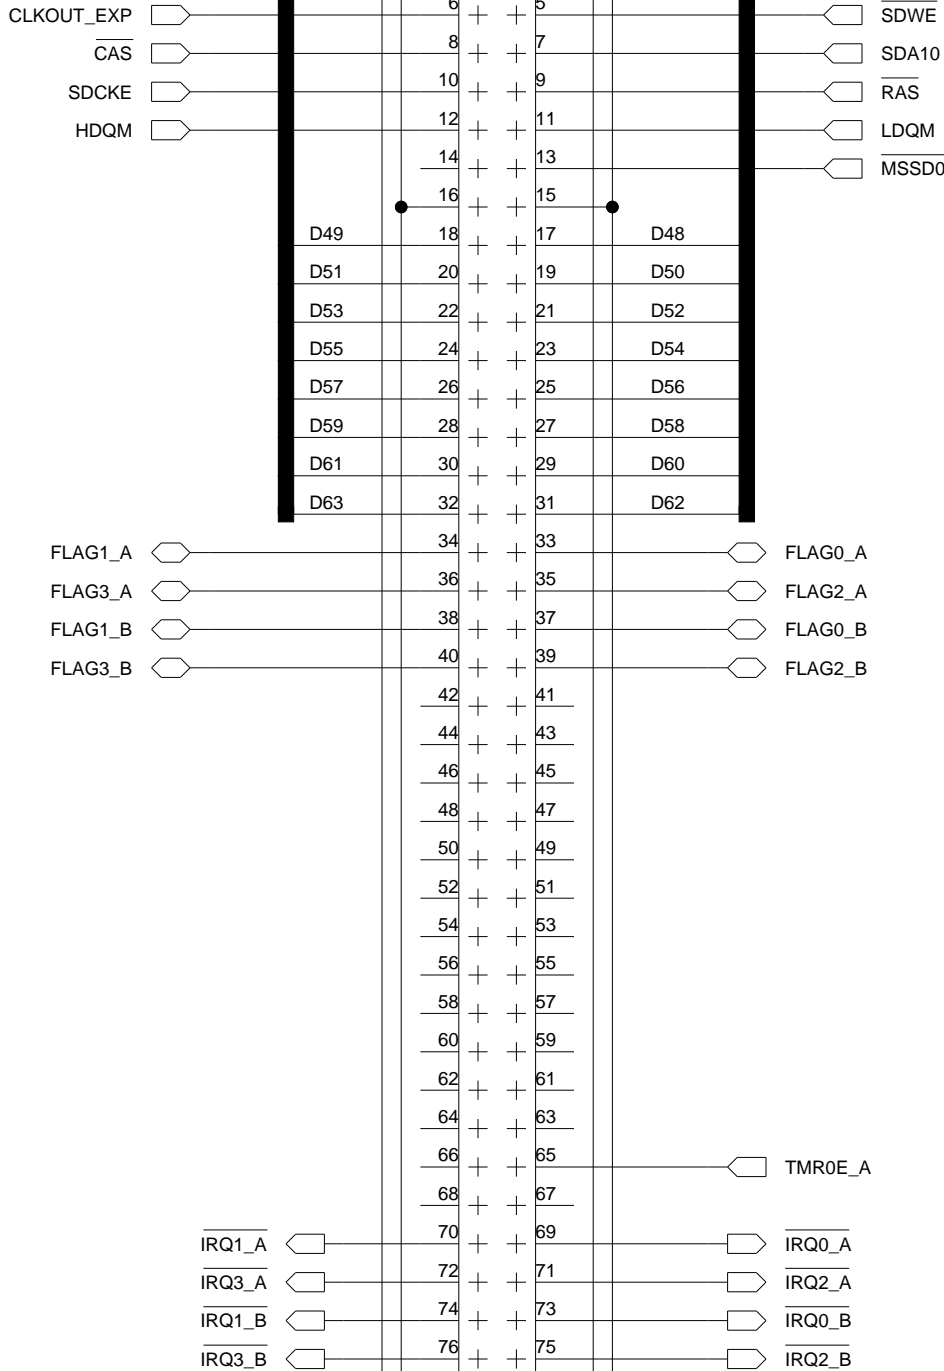 CLKOUT_EXP 6 5 SDWE
CAS 8 7 SDA10
SDCKE 10 9 RAS
HDQM 12 11 LDQM
14 13 MSSD0
16 15
D49 18 17 D48
D51 20 19 D50
D53 22 21 D52
D55 24 23 D54
D57 26 25 D56
D59 28 27 D58
D61 30 29 D60
D63 32 31 D62
FLAG1_A 34 33 FLAG0_A
FLAG3_A 36 35 FLAG2_A
FLAG1_B 38 37 FLAG0_B
FLAG3_B 40 39 FLAG2_B
42 41
44 43
46 45
48 47
50 49
52 51
54 53
56 55
58 57
60 59
62 61
64 63
66 65 TMR0E_A
68 67
IRQ1_A 70 69 IRQ0_A
IRQ3_A 72 71 IRQ2_A
IRQ1_B 74 73 IRQ0_B
IRQ3_B 76 75 IRQ2_B